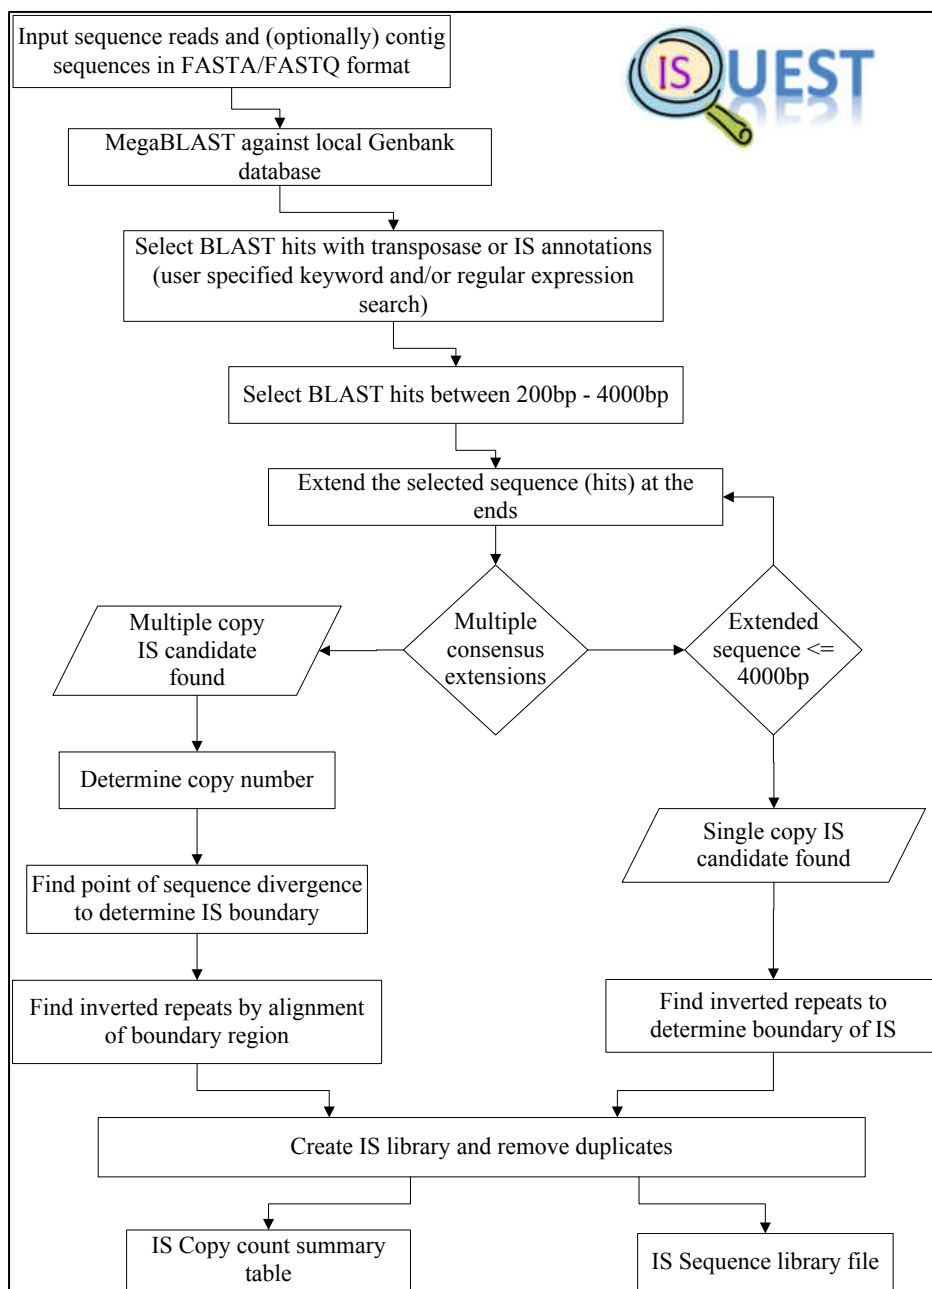 Input sequence reads and (optionally) contig
sequences in FASTA/FASTQ format
IS QUEST
MegaBLAST against local Genbank
database
Select BLAST hits with transposase or IS annotations
(user specified keyword and/or regular expression
search)
Select BLAST hits between 200bp - 4000bp
Extend the selected sequence (hits) at the
ends
Multiple copy
IS candidate
found
Multiple
consensus
extensions
Extended
sequence <=
4000bp
Determine copy number
Single copy IS
candidate found
Find point of sequence divergence
to determine IS boundary
Find inverted repeats by alignment
of boundary region
Find inverted repeats to
determine boundary of IS
Create IS library and remove duplicates
IS Copy count summary
table
IS Sequence library file